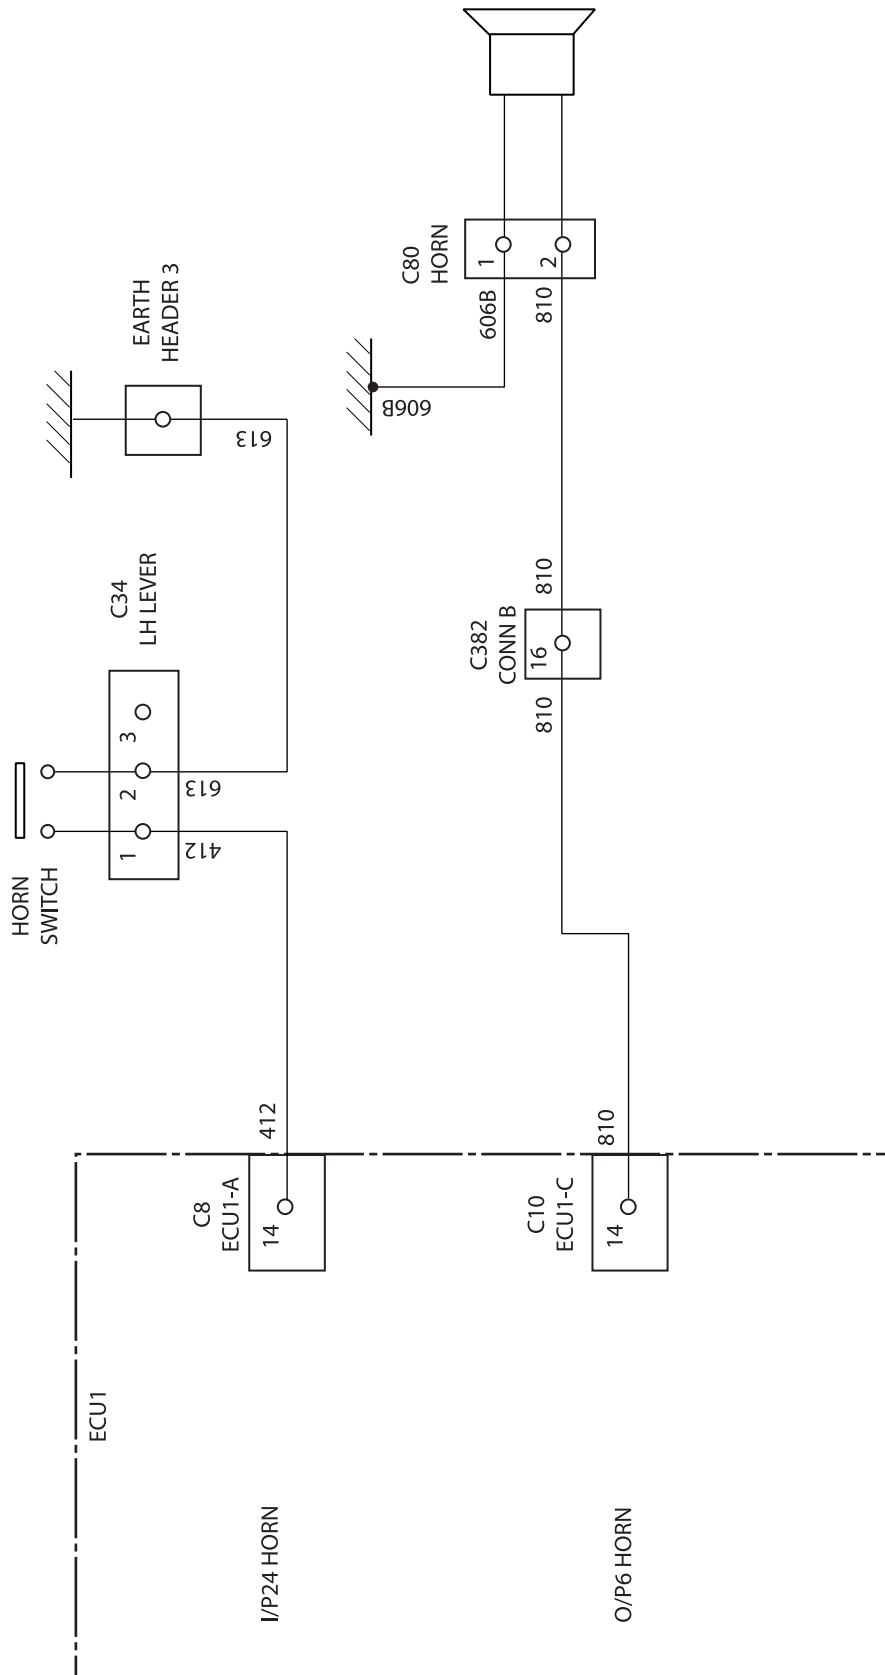 HORN
SWITCH
1
2
3
412
613
C34
LH LEVER
613
EARTH
HEADER 3
ECU1
I/P24 HORN
C8
ECU1-A
14
412
O/P6 HORN
C10
ECU1-C
14
810
810
C382
CONN B
16
810
606B
606B
810
C80
HORN
1
2